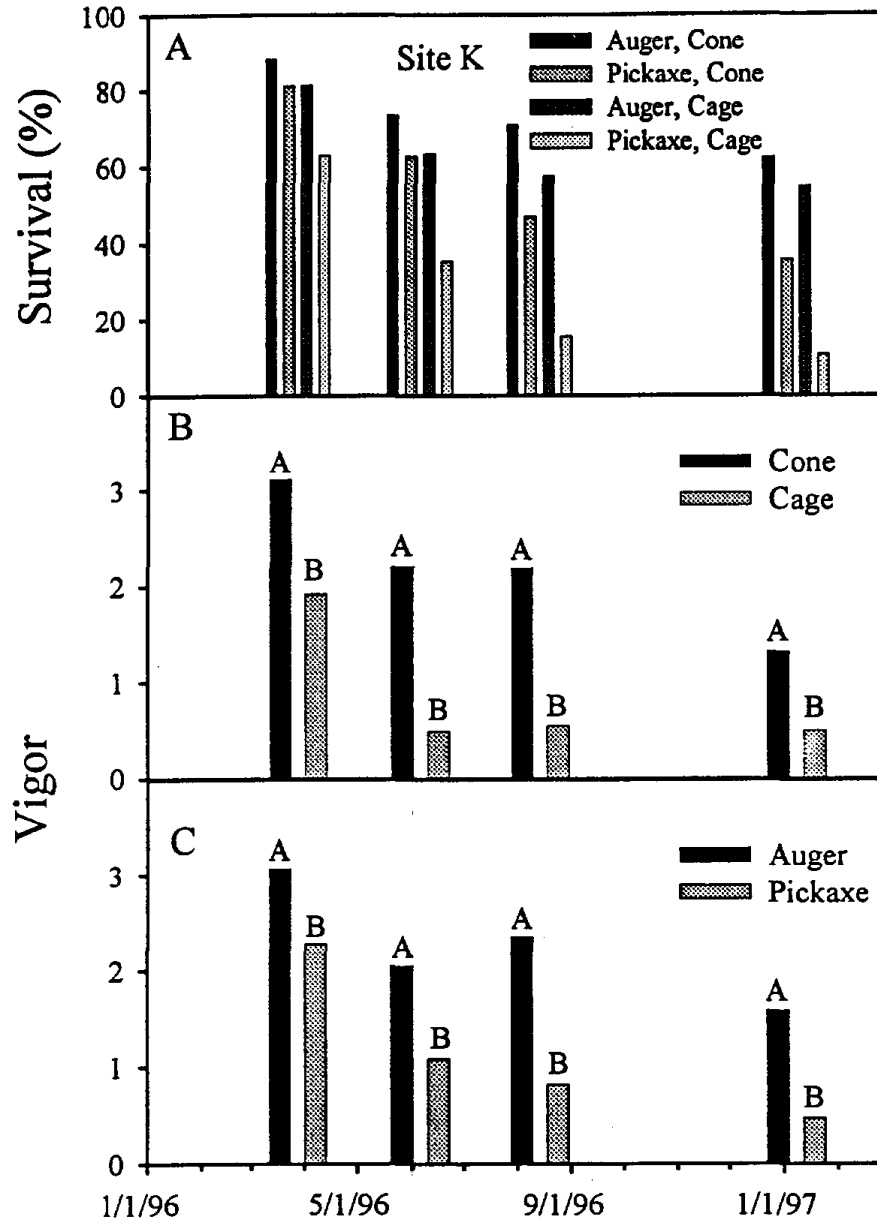 100
A
Site K
Auger, Cone
Pickaxe, Cone
Auger, Cage
Pickaxe, Cage
80
60
40
20
0
Survival (%)
B
Cone
Cage
3
2
1
0
A
B
A
B
A
B
A
B
Vigor
C
Auger
Pickaxe
3
2
1
0
A
B
A
B
A
B
A
B
1/1/96
5/1/96
9/1/96
1/1/97